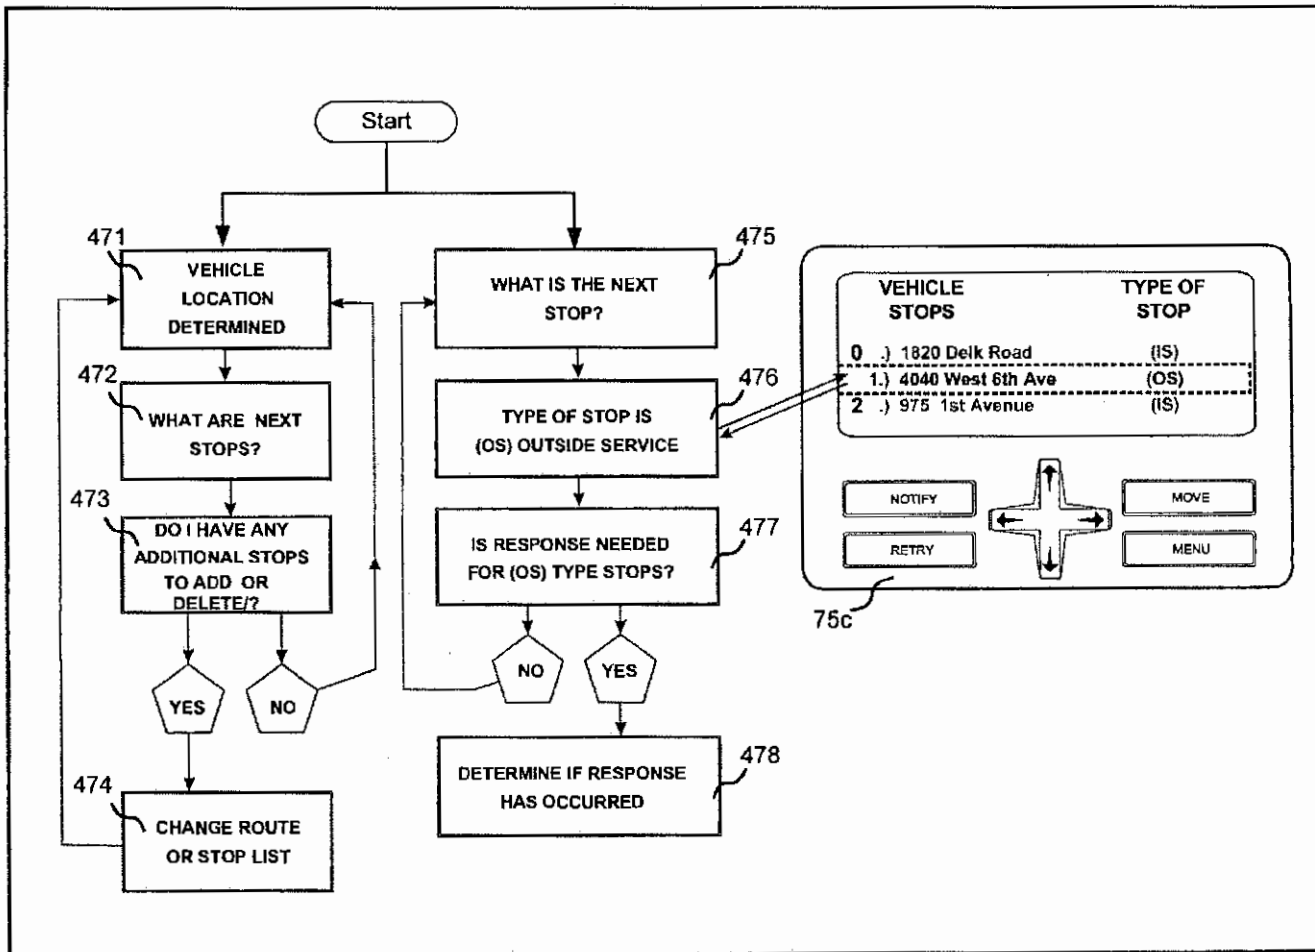 Start
471
VEHICLE
LOCATION
DETERMINED
472
WHAT ARE NEXT
STOPS?
473
DO I HAVE ANY
ADDITIONAL STOPS
TO ADD OR
DELETE/?
YES
NO
474
CHANGE ROUTE
OR STOP LIST
475
WHAT IS THE NEXT
STOP?
476
TYPE OF STOP IS
(OS) OUTSIDE SERVICE
477
IS RESPONSE NEEDED
FOR (OS) TYPE STOPS?
NO
YES
478
DETERMINE IF RESPONSE
HAS OCCURRED
VEHICLE
STOPS
TYPE OF
STOP
0 .) 1820 Delk Road (IS)
1.) 4040 West 6th Ave (OS)
2 .) 975 1st Avenue (IS)
NOTIFY
MOVE
RETRY
MENU
75c